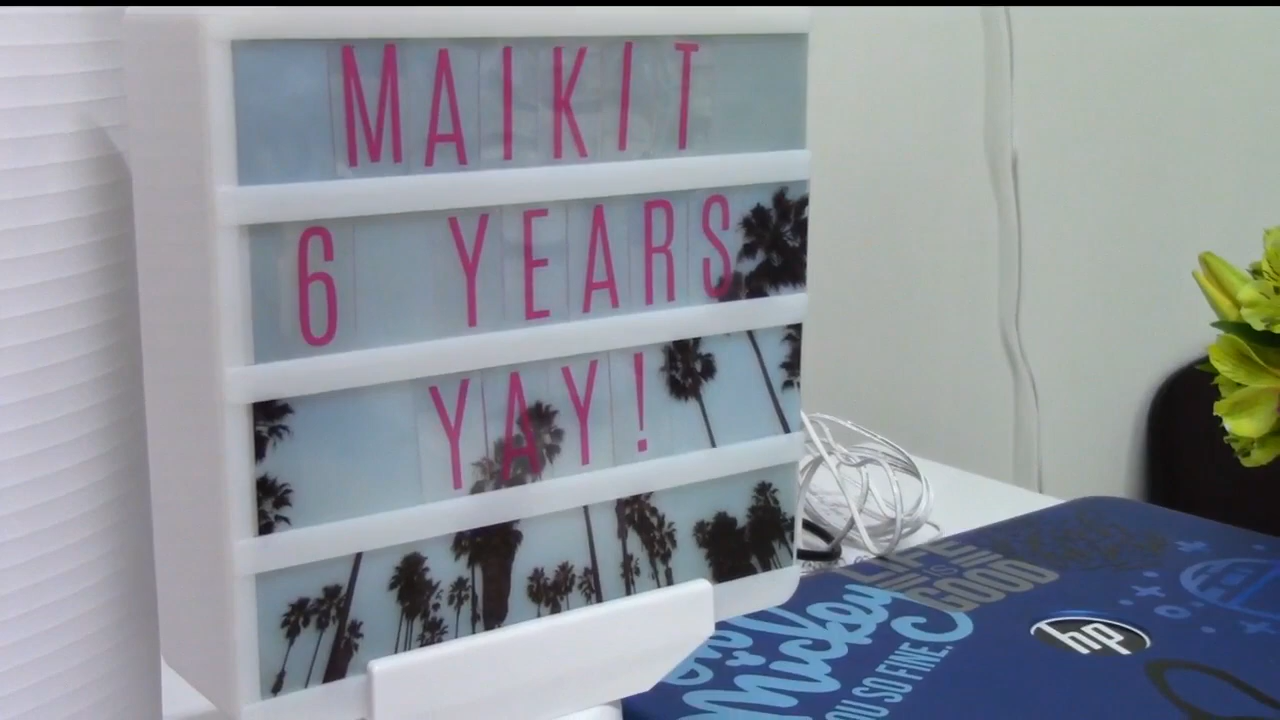 MAIKIT
6 YEARS
YAY!
LIFE
IS
GOOD
Mickey
YOU SO FINE.
hp